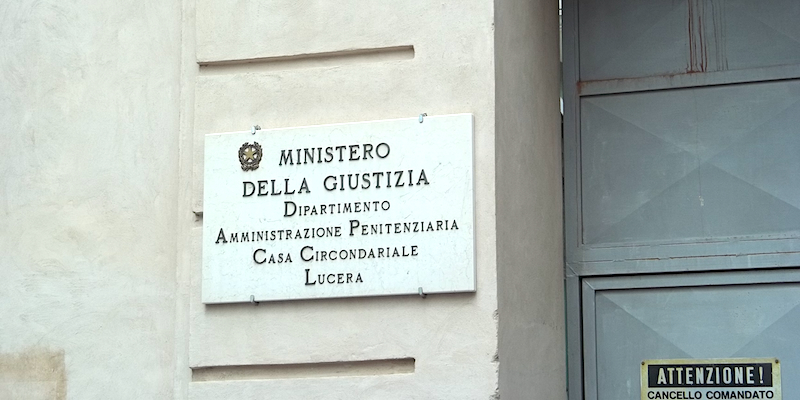 MINISTERO
DELLA GIUSTIZIA
DIPARTIMENTO
AMMINISTRAZIONE PENITENZIARIA
CASA CIRCONDARIALE
LUCERA
ATTENZIONE!
CANCELLO COMANDATO